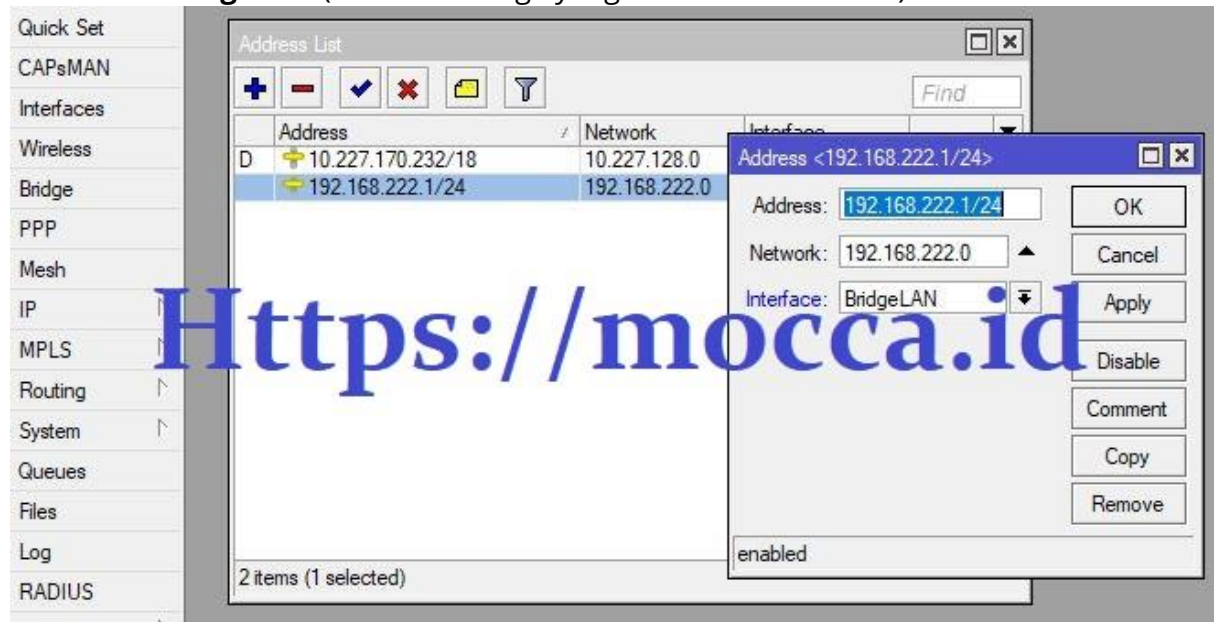 Quick Set
CAPsMAN
Interfaces
Wireless
Bridge
PPP
Mesh
IP
MPLS
Routing
System
Queues
Files
Log
RADIUS
Address List
Find
Address / Network Interface
D 10.227.170.232/18 10.227.128.0
192.168.222.1/24 192.168.222.0
2 items (1 selected)
Address <192.168.222.1/24>
Address: 192.168.222.1/24
Network: 192.168.222.0
Interface: BridgeLAN
OK
Cancel
Apply
Disable
Comment
Copy
Remove
enabled
Https://mocca.id